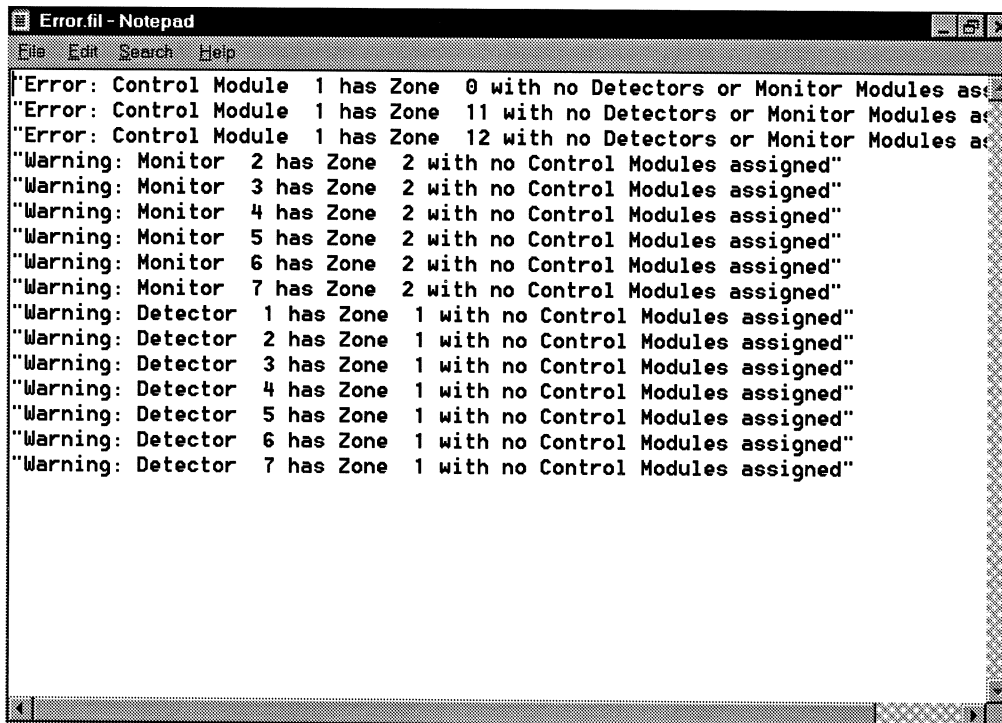 Error.fil - Notepad
File Edit Search Help
"Error: Control Module 1 has Zone 0 with no Detectors or Monitor Modules ass
"Error: Control Module 1 has Zone 11 with no Detectors or Monitor Modules as
"Error: Control Module 1 has Zone 12 with no Detectors or Monitor Modules as
"Warning: Monitor 2 has Zone 2 with no Control Modules assigned"
"Warning: Monitor 3 has Zone 2 with no Control Modules assigned"
"Warning: Monitor 4 has Zone 2 with no Control Modules assigned"
"Warning: Monitor 5 has Zone 2 with no Control Modules assigned"
"Warning: Monitor 6 has Zone 2 with no Control Modules assigned"
"Warning: Monitor 7 has Zone 2 with no Control Modules assigned"
"Warning: Detector 1 has Zone 1 with no Control Modules assigned"
"Warning: Detector 2 has Zone 1 with no Control Modules assigned"
"Warning: Detector 3 has Zone 1 with no Control Modules assigned"
"Warning: Detector 4 has Zone 1 with no Control Modules assigned"
"Warning: Detector 5 has Zone 1 with no Control Modules assigned"
"Warning: Detector 6 has Zone 1 with no Control Modules assigned"
"Warning: Detector 7 has Zone 1 with no Control Modules assigned"